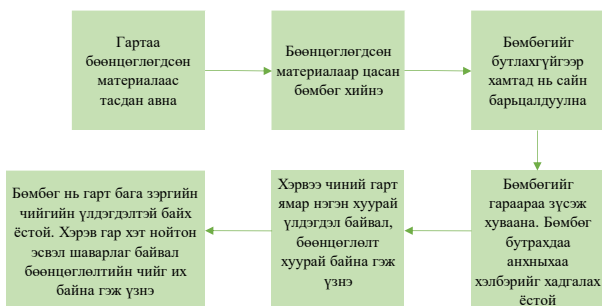 Гартаа
бөөнцөглөгдсөн
материалаас
тасдан авна
Бөөнцөглөгдсөн
материалаар цасан
бөмбөг хийнэ
Бөмбөгийг
бутлахгүйгээр
хамтад нь сайн
барьцалдуулна
Бөмбөгийг
гараараа зүсэж
хуваана. Бөмбөг
бутрахдаа
анхныхаа
хэлбэрийг хадгалах
ёстой
Хэрвээ чиний гарт
ямар нэгэн хуурай
үлдэгдэл байвал,
бөөнцөглөлт
хуурай байна гэж
үзнэ
Бөмбөг нь гарт бага зэргийн
чийгийн үлдэгдэлтэй байх
ёстой. Хэрэв гар хэт нойтон
эсвэл шаварлаг байвал
бөөнцөглөлтийн чийг их
байна гэж үзнэ